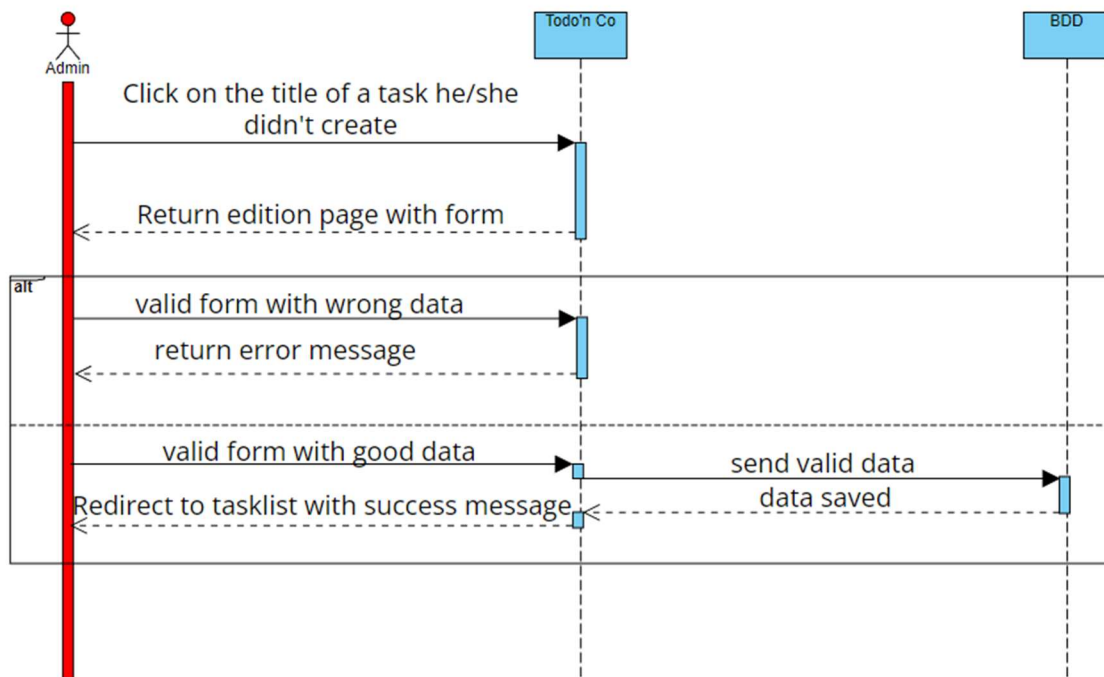 Todo'n Co
BDD
Admin
Click on the title of a task he/she
didn't create
Return edition page with form
alt
valid form with wrong data
return error message
valid form with good data
send valid data
Redirect to tasklist with success message
data saved